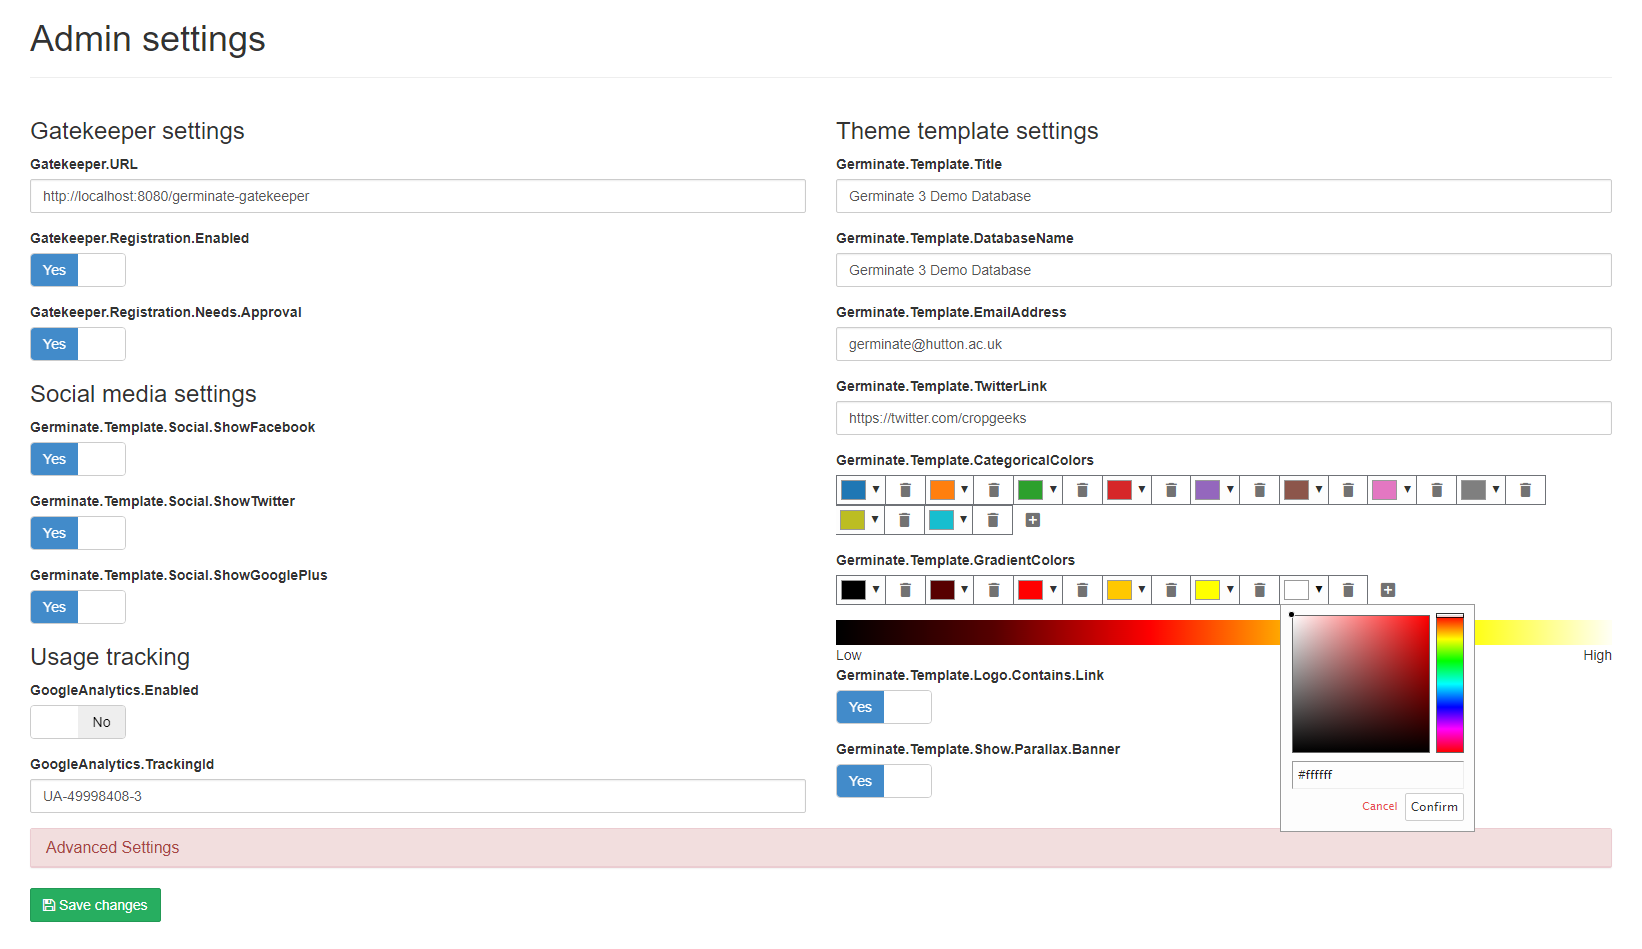 Admin settings
Gatekeeper settings
Gatekeeper.URL
http://localhost:8080/germinate-gatekeeper
Gatekeeper.Registration.Enabled
Yes
Gatekeeper.Registration.Needs.Approval
Yes
Social media settings
Germinate.Template.Social.ShowFacebook
Yes
Germinate.Template.Social.ShowTwitter
Yes
Germinate.Template.Social.ShowGooglePlus
Yes
Usage tracking
GoogleAnalytics.Enabled
No
GoogleAnalytics.TrackingId
UA-49998408-3
Theme template settings
Germinate.Template.Title
Germinate 3 Demo Database
Germinate.Template.DatabaseName
Germinate 3 Demo Database
Germinate.Template.EmailAddress
germinate@hutton.ac.uk
Germinate.Template.TwitterLink
https://twitter.com/cropgeeks
Germinate.Template.CategoricalColors
Germinate.Template.GradientColors
Low High
Germinate.Template.Logo.Contains.Link
Yes
Germinate.Template.Show.Parallax.Banner
Yes
#ffffff
Cancel Confirm
Advanced Settings
Save changes